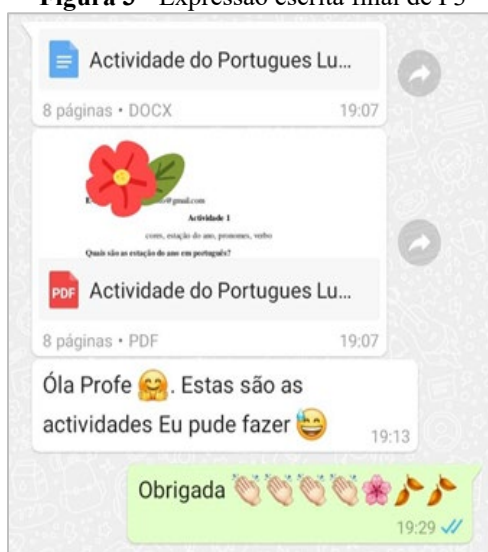 Figura 5 - Expressão escrita final de P3
Actividade do Portugues Lu...
8 páginas • DOCX
19:07
@gmail.com
Actividade 1
cores, estação do ano, pronomes, verbo
Quais são as estação do ano em português?
PDF
Actividade do Portugues Lu...
8 páginas • PDF
19:07
Óla Profe 🤗. Estas são as
actividades Eu pude fazer 😅
19:13
Obrigada 👏🏻👏🏻👏🏻👏🏻🌸🍂🍂
19:29